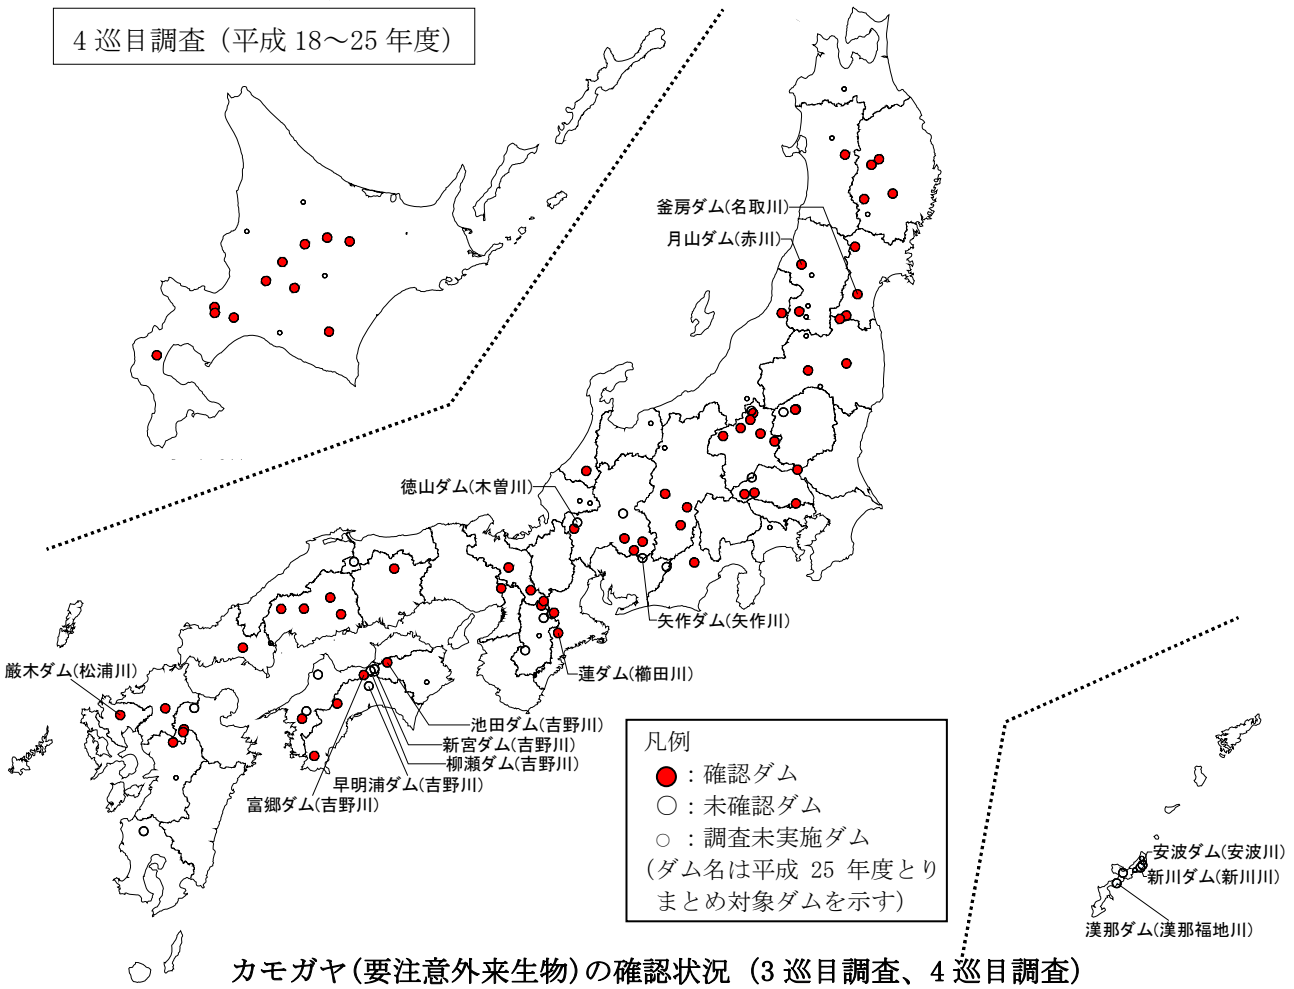 4巡目調査（平成 18～25 年度）
釜房ダム(名取川)
月山ダム(赤川)
徳山ダム(木曽川)
矢作ダム(矢作川)
蓮ダム(櫛田川)
厳木ダム(松浦川)
池田ダム(吉野川)
新宮ダム(吉野川)
柳瀬ダム(吉野川)
早明浦ダム(吉野川)
富郷ダム(吉野川)
凡例
：確認ダム
：未確認ダム
：調査未実施ダム
(ダム名は平成 25 年度とり
まとめ対象ダムを示す)
安波ダム(安波川)
新川ダム(新川川)
漢那ダム(漢那福地川)
カモガヤ(要注意外来生物)の確認状況（3 巡目調査、4 巡目調査）